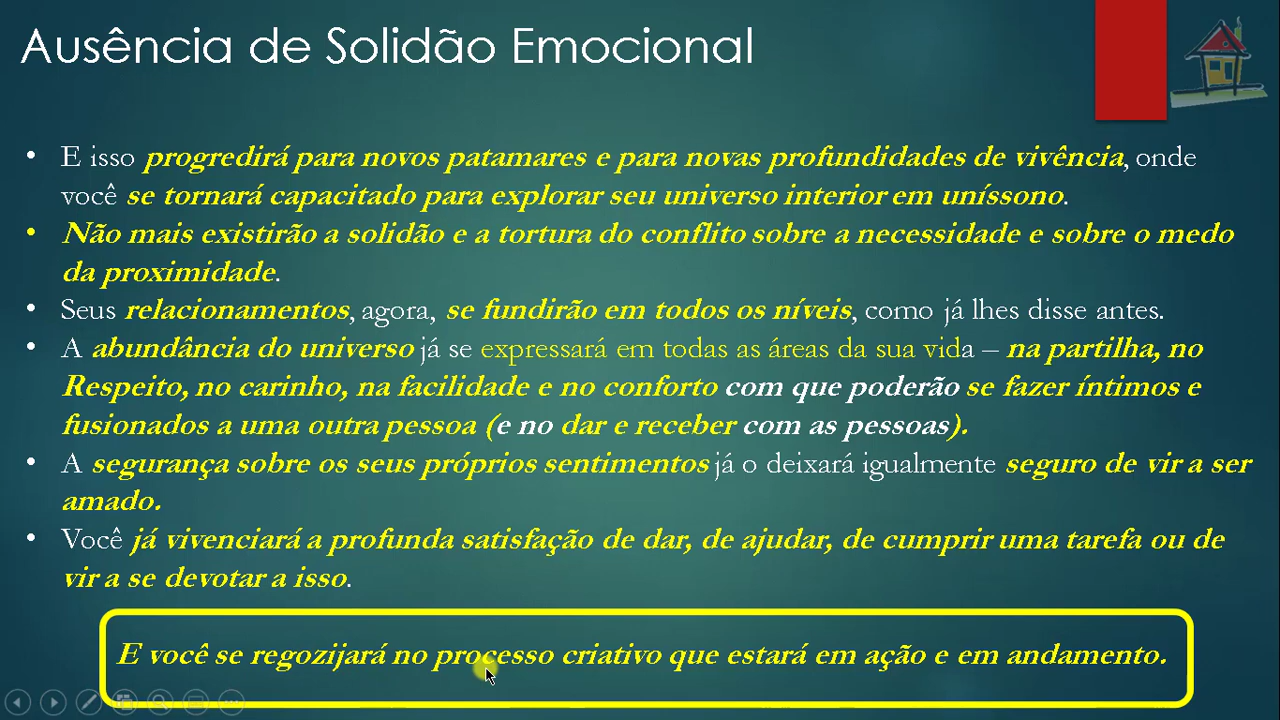 Ausência de Solidão Emocional
• E isso progredirá para novos patamares e para novas profundidades de vivência, onde
você se tornará capacitado para explorar seu universo interior em uníssono.
• Não mais existirão a solidão e a tortura do conflito sobre a necessidade e sobre o medo
da proximidade.
• Seus relacionamentos, agora, se fundirão em todos os níveis, como já lhes disse antes.
• A abundância do universo já se expressará em todas as áreas da sua vida – na partilha, no
Respeito, no carinho, na facilidade e no conforto com que poderão se fazer íntimos e
fusionados a uma outra pessoa (e no dar e receber com as pessoas).
• A segurança sobre os seus próprios sentimentos já o deixará igualmente seguro de vir a ser
amado.
• Você já vivenciará a profunda satisfação de dar, de ajudar, de cumprir uma tarefa ou de
vir a se devotar a isso.
E você se regozijará no processo criativo que estará em ação e em andamento.